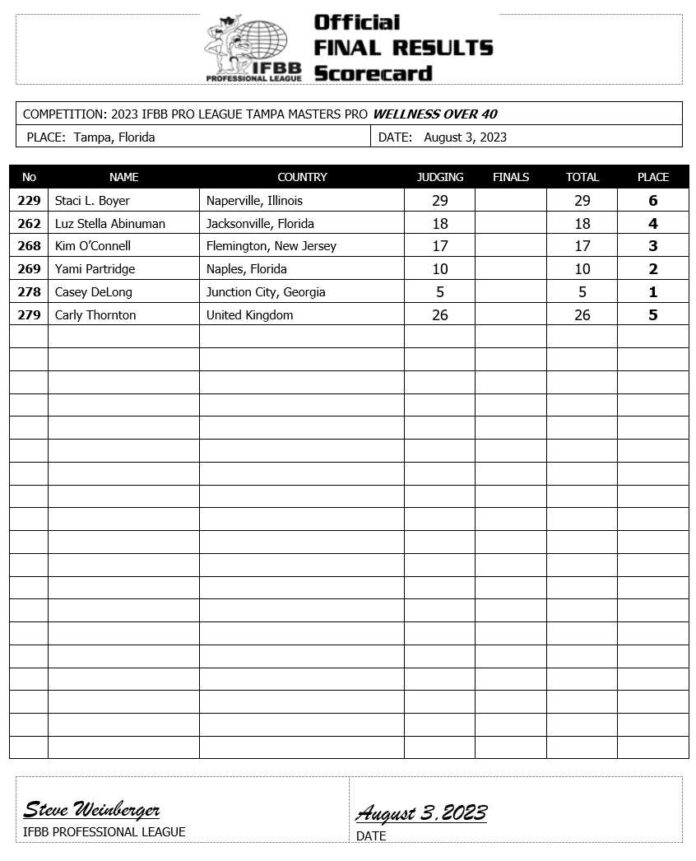 Official
FINAL RESULTS
Scorecard
IFBB
PROFESSIONAL LEAGUE
COMPETITION: 2023 IFBB PRO LEAGUE TAMPA MASTERS PRO WELLNESS OVER 40
PLACE: Tampa, Florida DATE: August 3, 2023
No NAME COUNTRY JUDGING FINALS TOTAL PLACE
229 Staci L. Boyer Naperville, Illinois 29 29 6
262 Luz Stella Abinuman Jacksonville, Florida 18 18 4
268 Kim O’Connell Flemington, New Jersey 17 17 3
269 Yami Partridge Naples, Florida 10 10 2
278 Casey DeLong Junction City, Georgia 5 5 1
279 Carly Thornton United Kingdom 26 26 5
Steve Weinberger August 3, 2023
IFBB PROFESSIONAL LEAGUE DATE